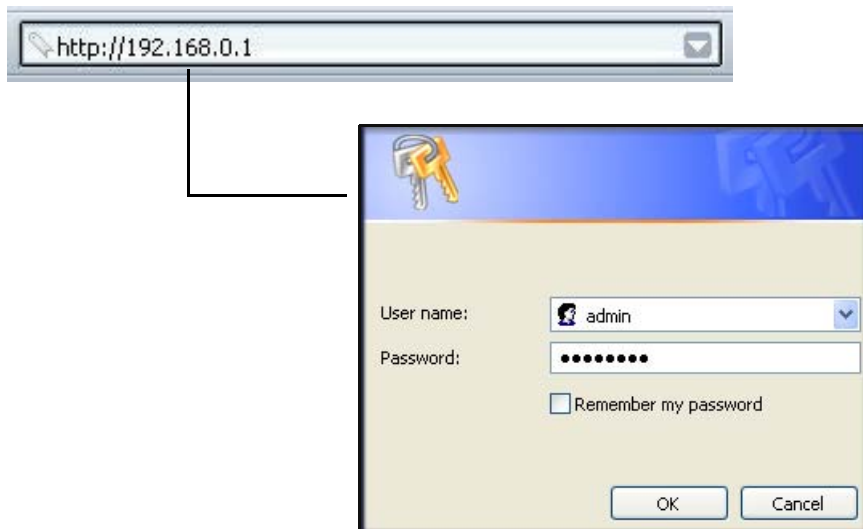 http://192.168.0.1
User name:
admin
Password:
••••••••
Remember my password
OK
Cancel